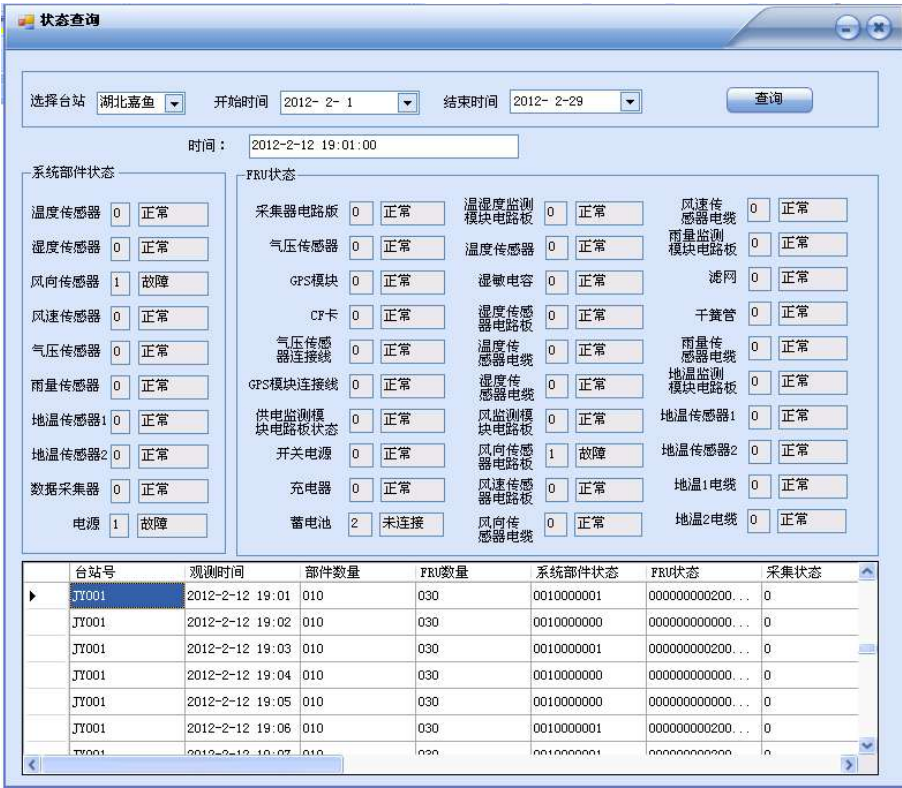 状态查询
选择台站 湖北嘉鱼 开始时间 2012- 2- 1 结束时间 2012- 2-29 查询
时间： 2012-2-12 19:01:00
系统部件状态
温度传感器 0 正常
湿度传感器 0 正常
风向传感器 1 故障
风速传感器 0 正常
气压传感器 0 正常
雨量传感器 0 正常
地温传感器1 0 正常
地温传感器2 0 正常
数据采集器 0 正常
电源 1 故障
FRU状态
采集器电路版 0 正常
气压传感器 0 正常
GPS模块 0 正常
CF卡 0 正常
气压传感
器连接线 0 正常
GPS模块连接线 0 正常
供电监测模
块电路板状态 0 正常
开关电源 0 正常
充电器 0 正常
蓄电池 2 未连接
温湿度监测
模块电路板 0 正常
温度传感器 0 正常
湿敏电容 0 正常
湿度传感
器电路板 0 正常
温度传
感器电缆 0 正常
湿度传
感器电缆 0 正常
风监测模
块电路板 0 正常
风向传感
器电路板 1 故障
风速传感
器电路板 0 正常
风向传
感器电缆 0 正常
风速传
感器电缆 0 正常
雨量监测
模块电路板 0 正常
滤网 0 正常
干簧管 0 正常
雨量传
感器电缆 0 正常
地温监测
模块电路板 0 正常
地温传感器1 0 正常
地温传感器2 0 正常
地温1电缆 0 正常
地温2电缆 0 正常
台站号 观测时间 部件数量 FRU数量 系统部件状态 FRU状态 采集状态
JY001 2012-2-12 19:01 010 030 0010000001 000000000200... 0
JY001 2012-2-12 19:02 010 030 0010000000 000000000000... 0
JY001 2012-2-12 19:03 010 030 0010000001 000000000200... 0
JY001 2012-2-12 19:04 010 030 0010000000 000000000000... 0
JY001 2012-2-12 19:05 010 030 0010000000 000000000000... 0
JY001 2012-2-12 19:06 010 030 0010000001 000000000200... 0
JY001 2012-2-12 19:07 010 030 0010000001 000000000200... 0